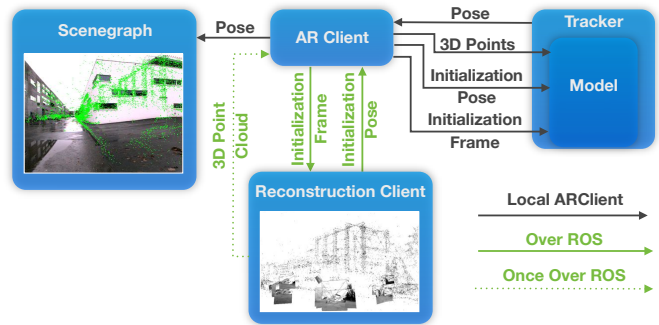 Scenegraph
Pose
AR Client
Pose
Tracker
3D Points
Initialization
Pose
Initialization
Frame
Model
3D Point
Cloud
Initialization
Frame
Initialization
Pose
Reconstruction Client
Local ARClient
Over ROS
Once Over ROS